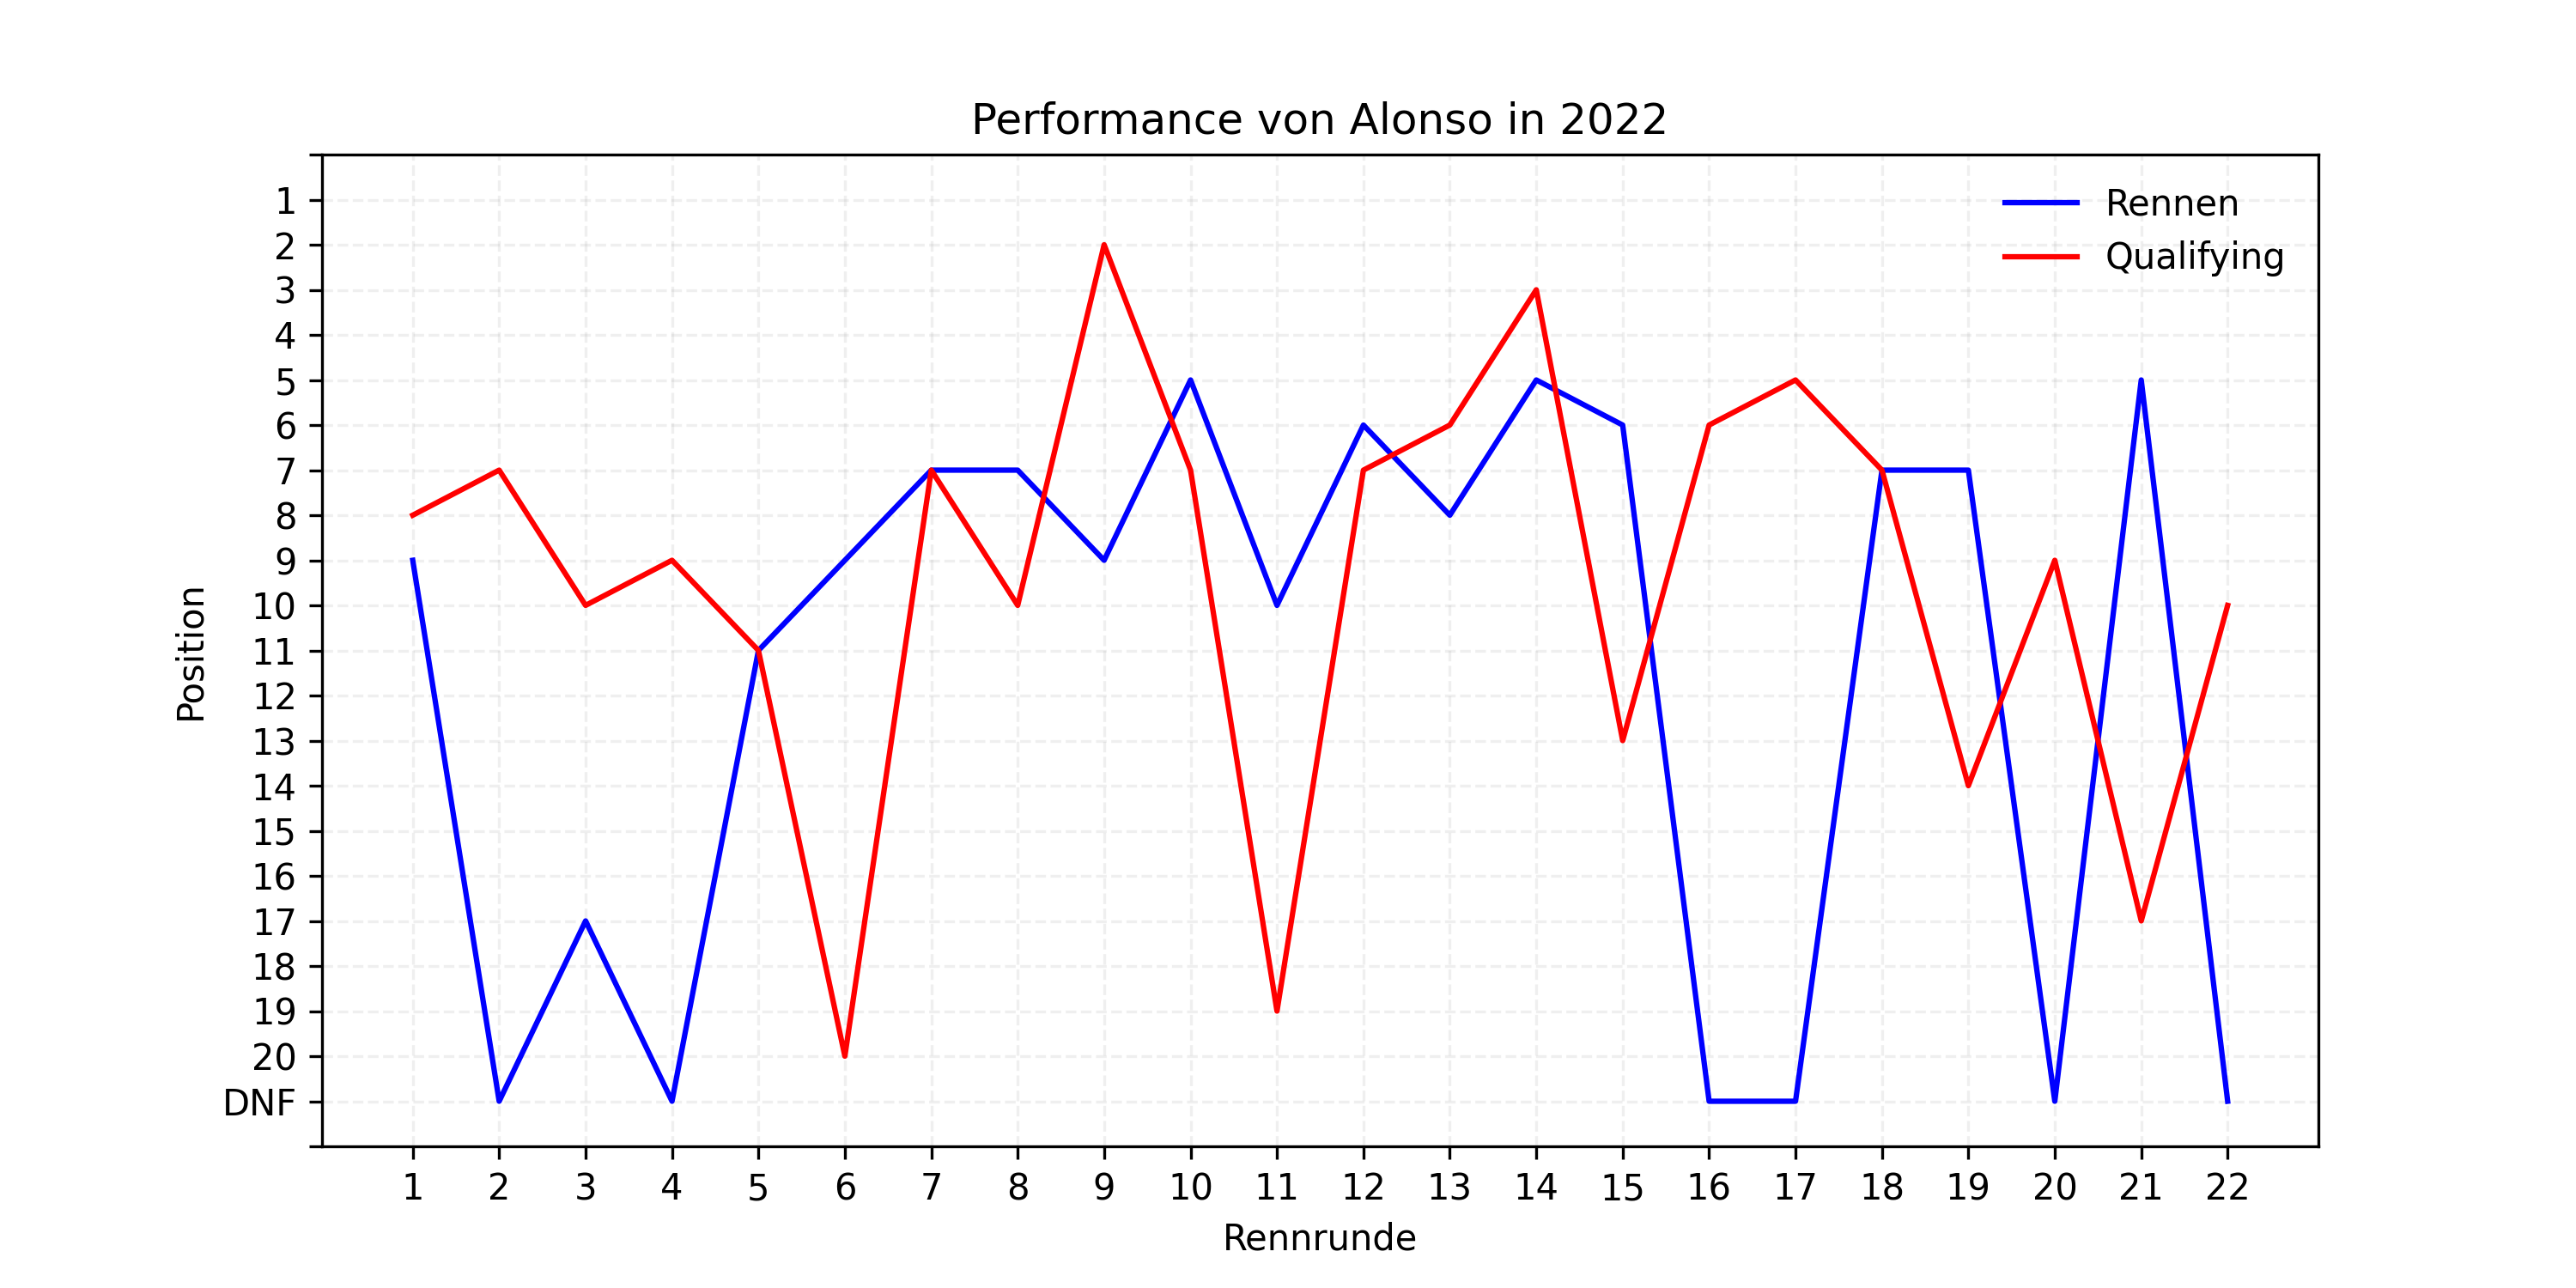 Performance von Alonso in 2022
Rennen
Qualifying
Position
1
2
3
4
5
6
7
8
9
10
11
12
13
14
15
16
17
18
19
20
DNF
1 2 3 4 5 6 7 8 9 10 11 12 13 14 15 16 17 18 19 20 21 22
Rennrunde